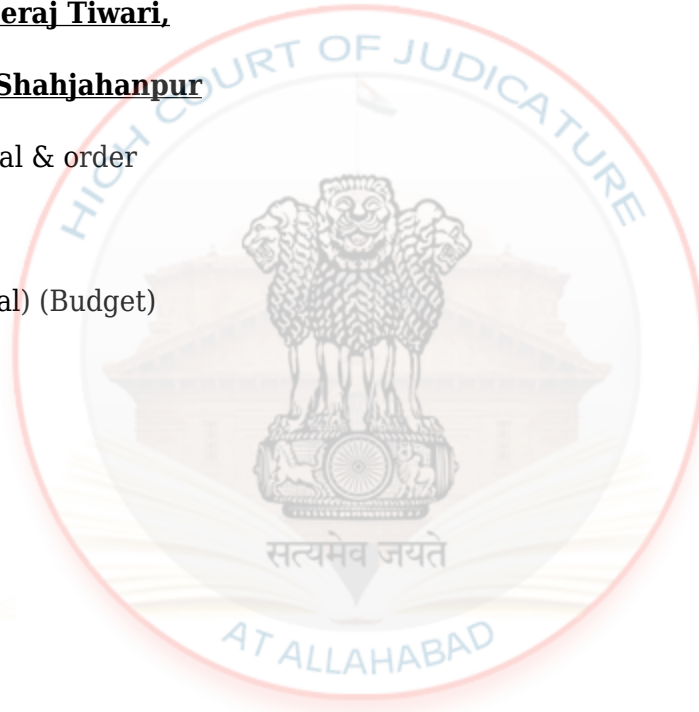 eraj Tiwari,
Shahjahanpur
al & order
al) (Budget)
HIGH COURT OF JUDICATURE
सत्यमेव जयते
AT ALLAHABAD